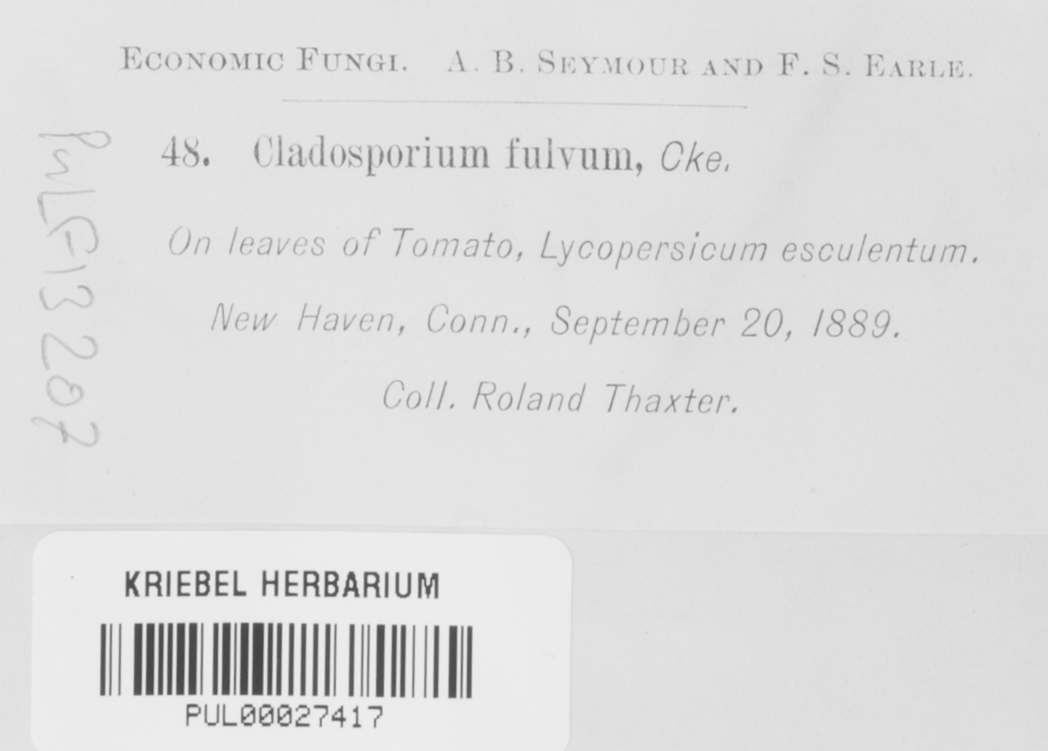 ECONOMIC FUNGI. A. B. SEYMOUR AND F. S. EARLE.
48. Cladosporium fulvum, Cke.
On leaves of Tomato, Lycopersicum esculentum.
New Haven, Conn., September 20, 1889.
Coll. Roland Thaxter.
PULF13207
KRIEBEL HERBARIUM
PUL00027417